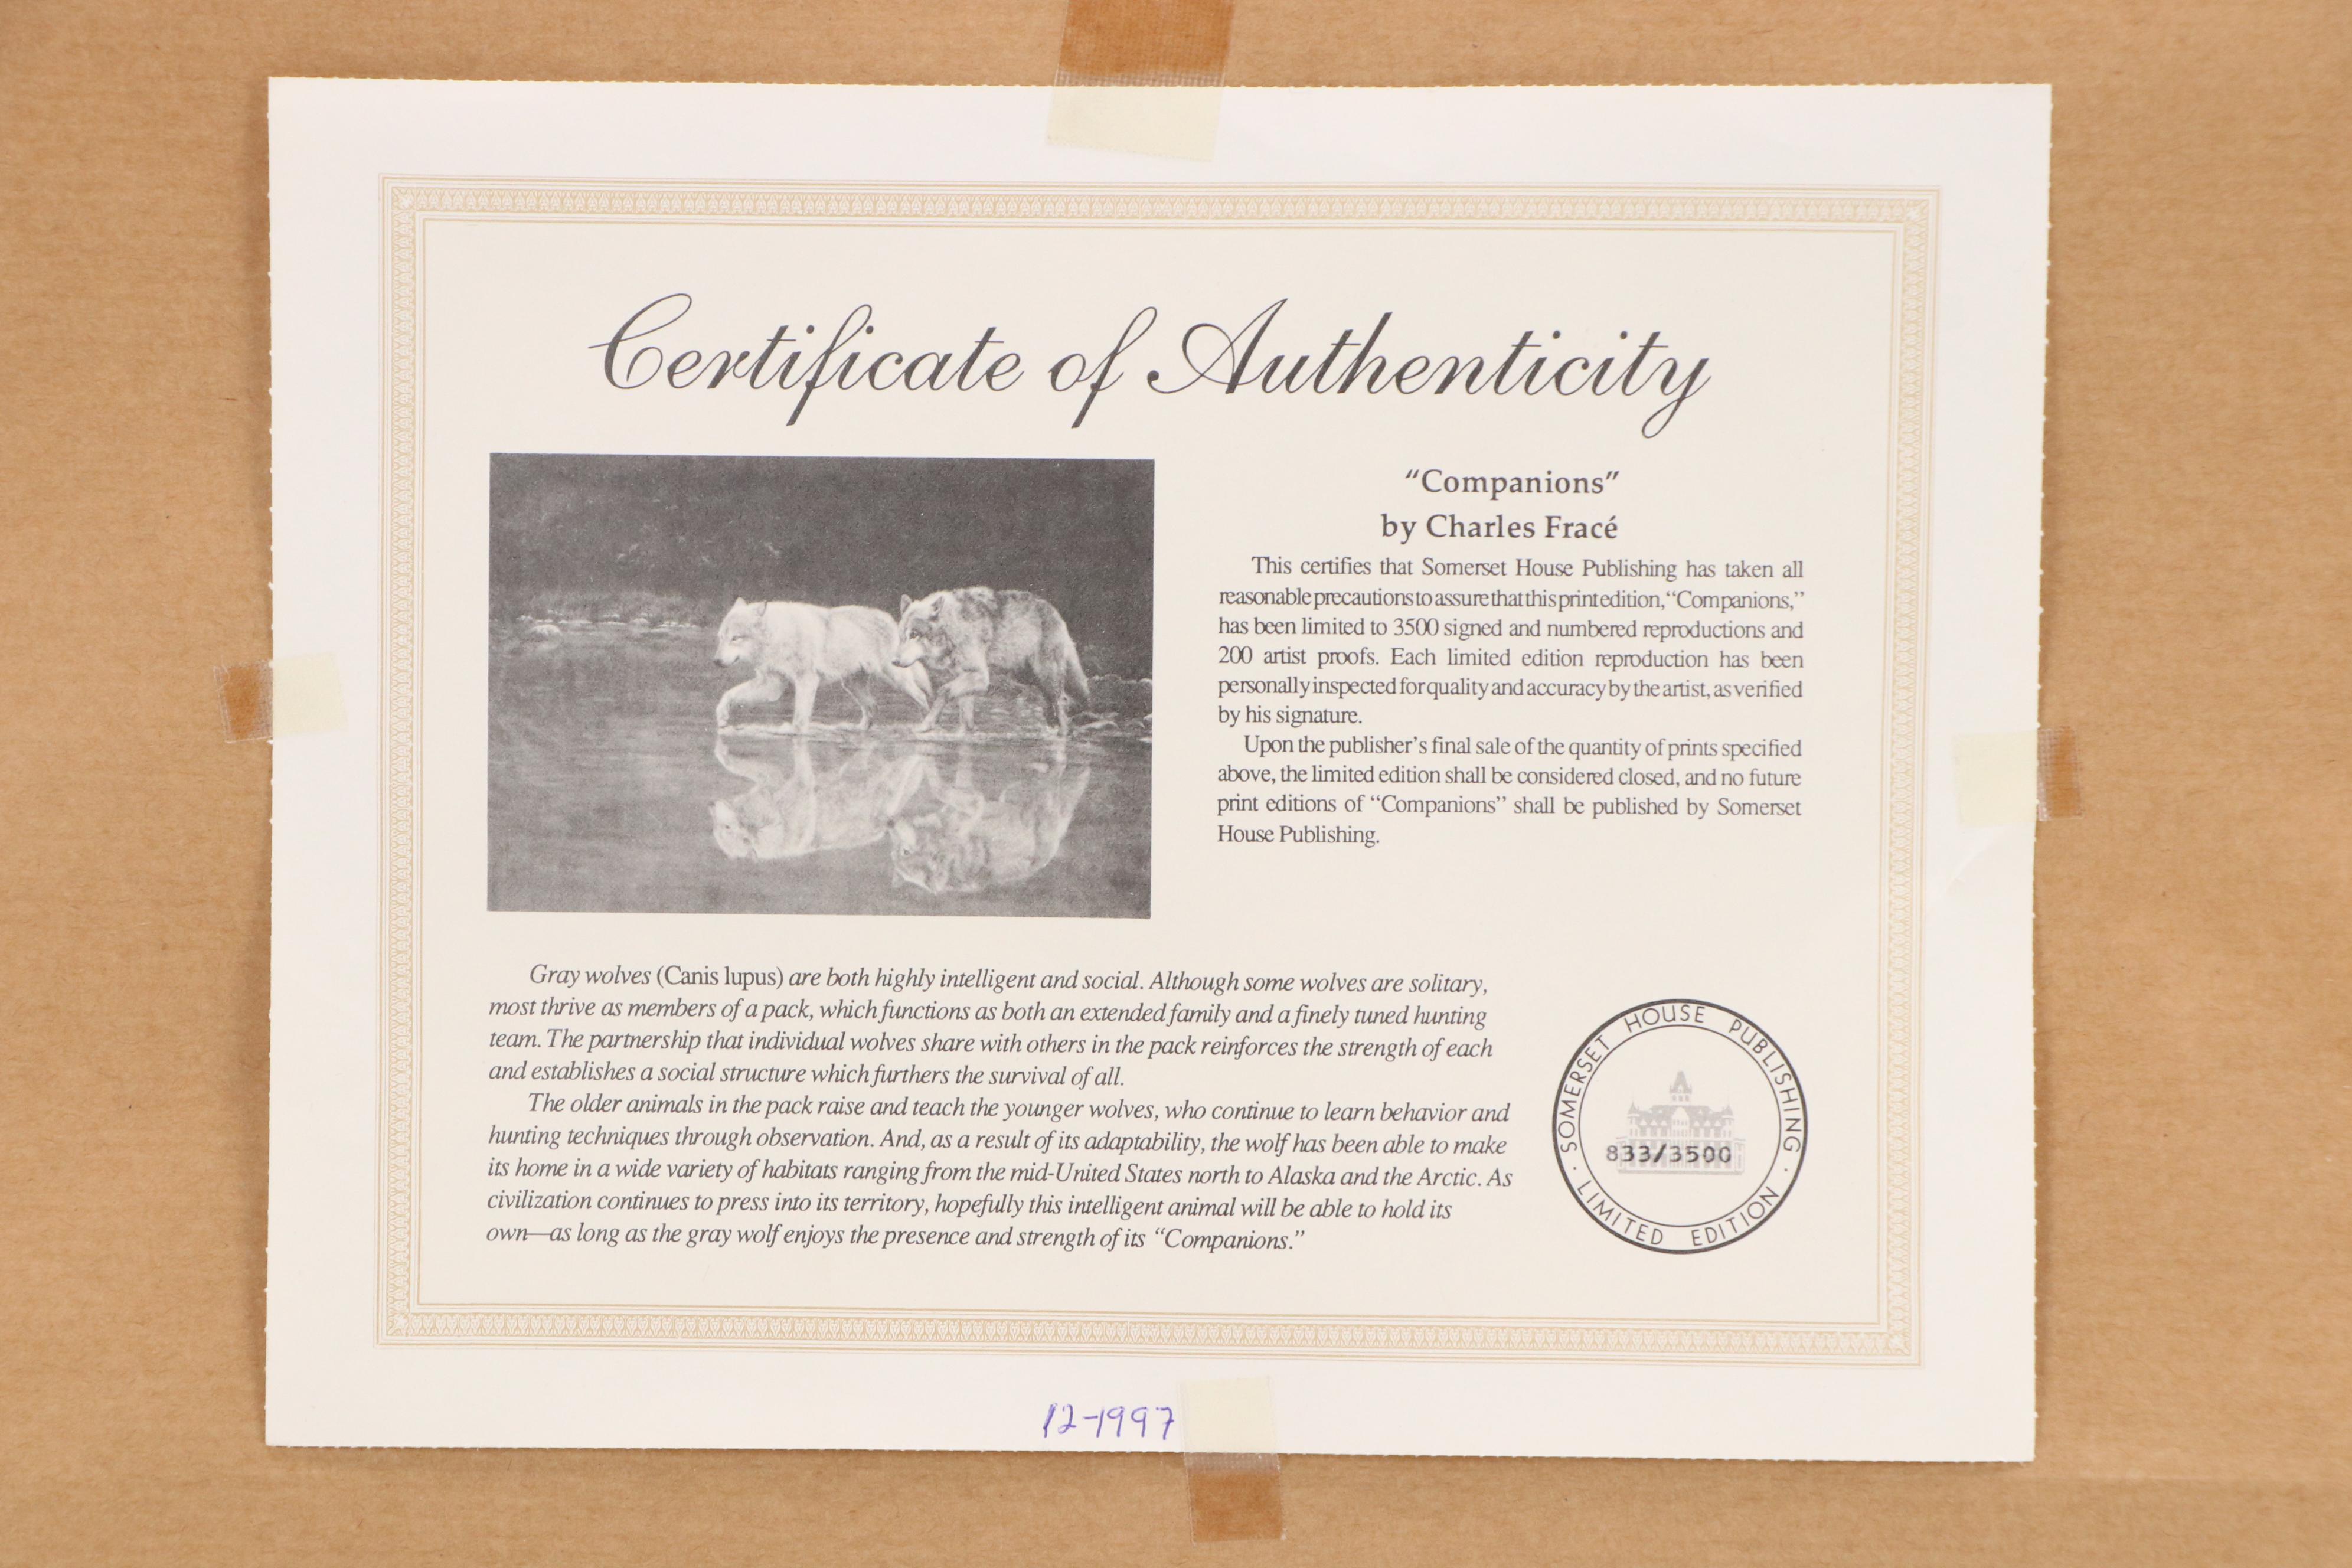 Certificate of Authenticity
“Companions”
by Charles Fracé
This certifies that Somerset House Publishing has taken all
reasonable precautions to assure that this print edition, “Companions,”
has been limited to 3500 signed and numbered reproductions and
200 artist proofs. Each limited edition reproduction has been
personally inspected for quality and accuracy by the artist, as verified
by his signature.
Upon the publisher’s final sale of the quantity of prints specified
above, the limited edition shall be considered closed, and no future
print editions of “Companions” shall be published by Somerset
House Publishing.
Gray wolves (Canis lupus) are both highly intelligent and social. Although some wolves are solitary,
most thrive as members of a pack, which functions as both an extended family and a finely tuned hunting
team. The partnership that individual wolves share with others in the pack reinforces the strength of each
and establishes a social structure which furthers the survival of all.
The older animals in the pack raise and teach the younger wolves, who continue to learn behavior and
hunting techniques through observation. And, as a result of its adaptability, the wolf has been able to make
its home in a wide variety of habitats ranging from the mid-United States north to Alaska and the Arctic. As
civilization continues to press into its territory, hopefully this intelligent animal will be able to hold its
own—as long as the gray wolf enjoys the presence and strength of its “Companions.”
· SOMERSET HOUSE PUBLISHING ·
833/3500
LIMITED EDITION
12-1997